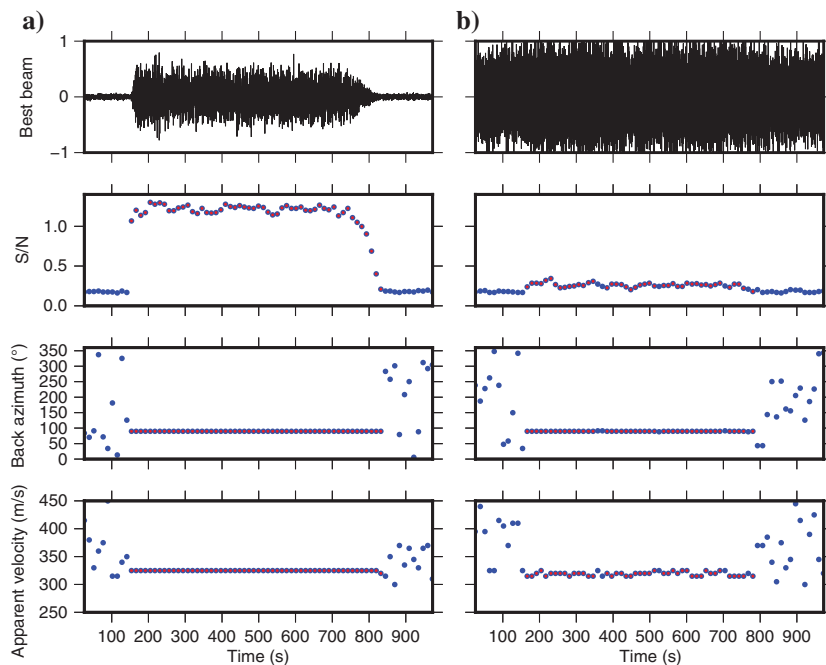 a)
b)
Best beam
1
0
−1
S/N
1.0
0.5
0.0
Back azimuth (°)
350
300
250
200
150
100
50
0
Apparent velocity (m/s)
450
400
350
300
250
100 200 300 400 500 600 700 800 900
Time (s)
100 200 300 400 500 600 700 800 900
Time (s)